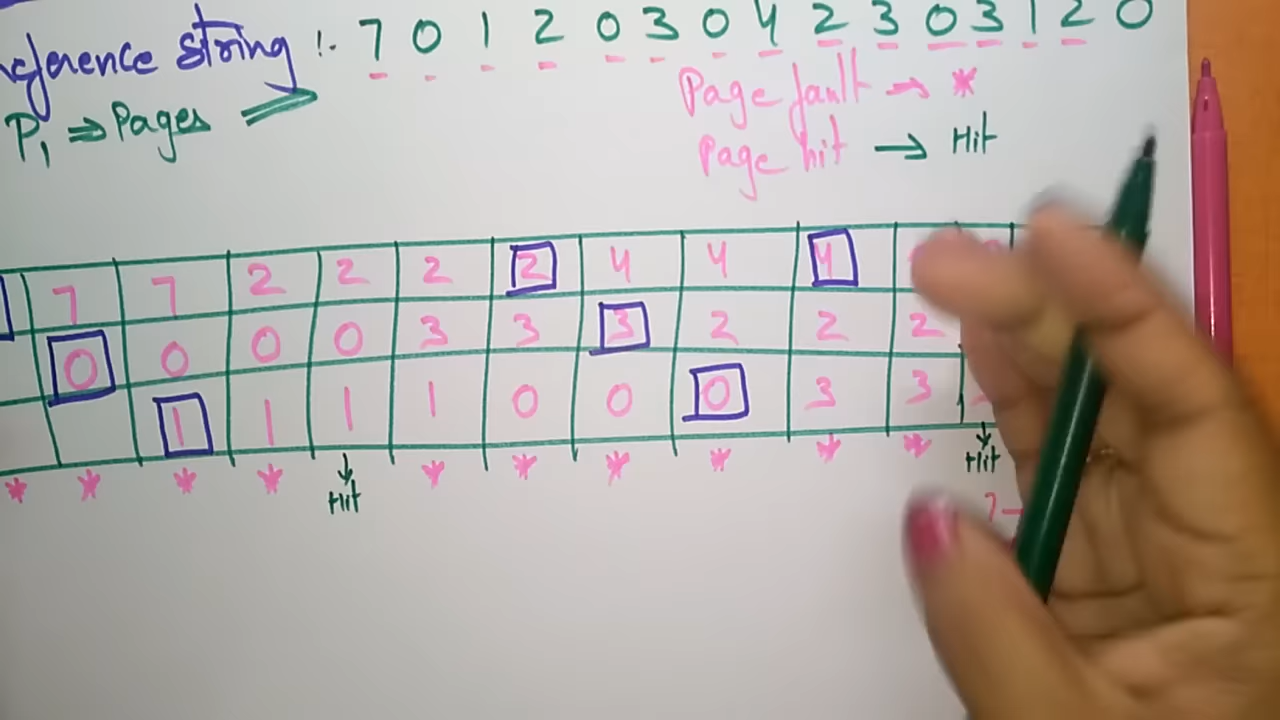 string :- 7 0 1 2 0 3 0 4 2 3 0 3 1 2 0
P1 ⇒ Pages ⇒
Page fault → *
Page hit → Hit
7 7 2 2 2 2 4 4 4
0 0 0 0 3 3 3 2 2 2
1 1 1 1 0 0 0 3 3
* * * * Hit * * * * * * Hit